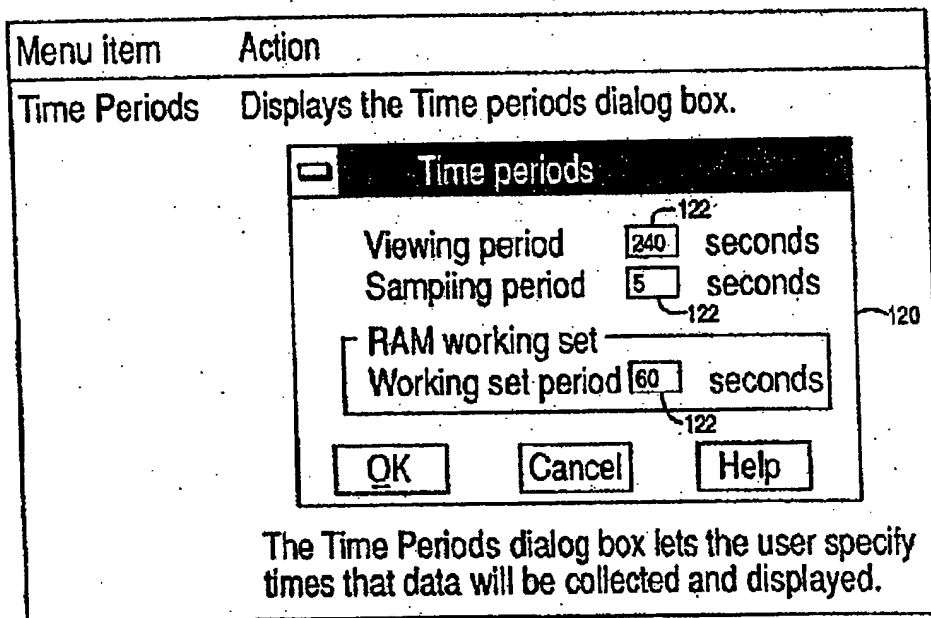 Menu item Action
Time Periods Displays the Time periods dialog box.
Time periods
122
Viewing period 240 seconds
Sampiing period 5 seconds
122
120
RAM working set
Working set period 60 seconds
122
OK Cancel Help
The Time Periods dialog box lets the user specify
times that data will be collected and displayed.